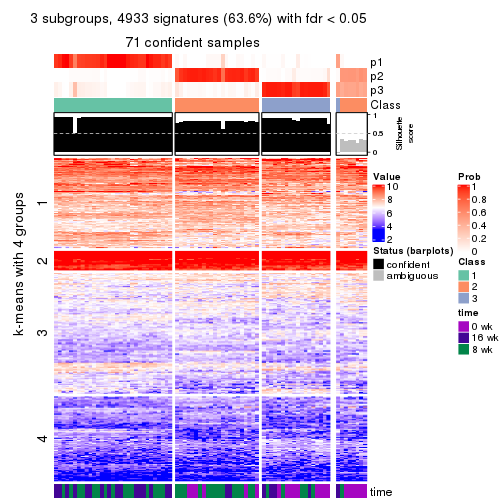 3 subgroups, 4933 signatures (63.6%) with fdr < 0.05
71 confident samples
p1
p2
p3
Class
1
0.5
0
Silhouette
score
k-means with 4 groups
1
2
3
4
time
Value
10
8
6
4
2
Status (barplots)
confident
ambiguous
Prob
1
0.8
0.6
0.4
0.2
0
Class
1
2
3
time
0 wk
16 wk
8 wk